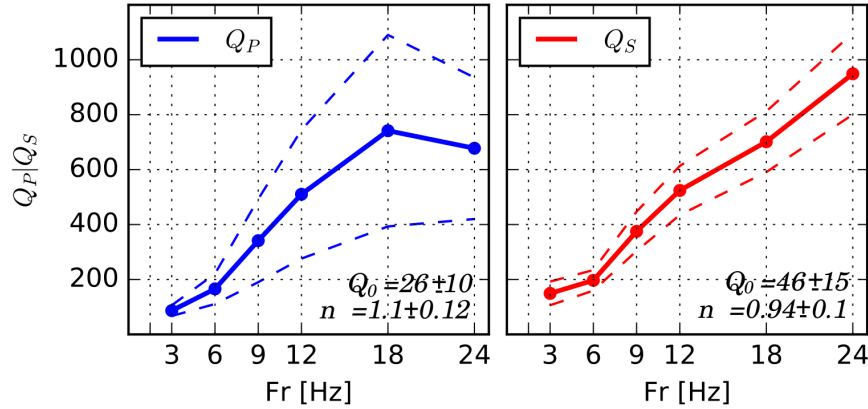 Q_P
Q_S
1000
800
600
400
200
Q_P|Q_S
Q_0=26±10
n =1.1±0.12
Q_0=46±15
n =0.94±0.1
3 6 9 12 18 24
3 6 9 12 18 24
Fr [Hz]
Fr [Hz]